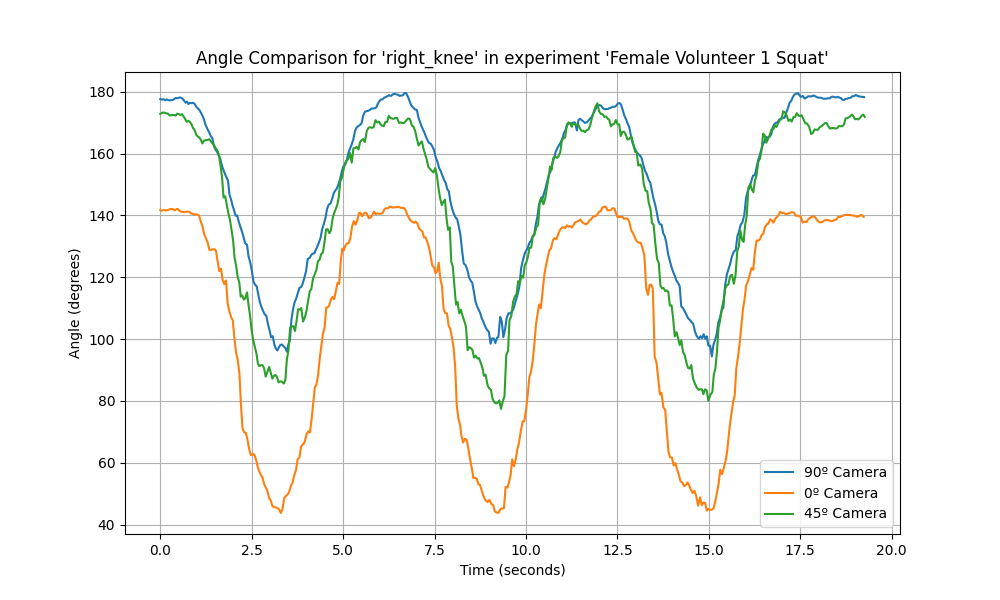 Angle Comparison for 'right_knee' in experiment 'Female Volunteer 1 Squat'
Angle (degrees)
180
160
140
120
100
80
60
40
90º Camera
0º Camera
45º Camera
0.0 2.5 5.0 7.5 10.0 12.5 15.0 17.5 20.0
Time (seconds)